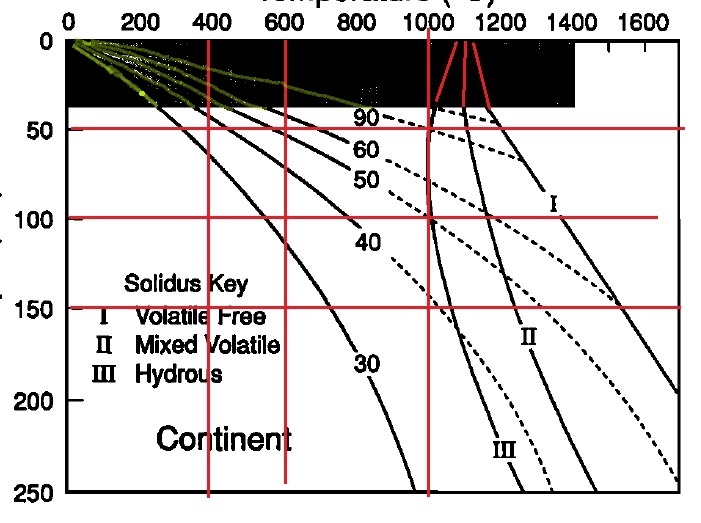 0 200 400 600 800 1000 1200 1400 1600
0
50
100
150
200
250
90
60
50
40
30
I
II
III
Solidus Key
I Volatile Free
II Mixed Volatile
III Hydrous
Continent